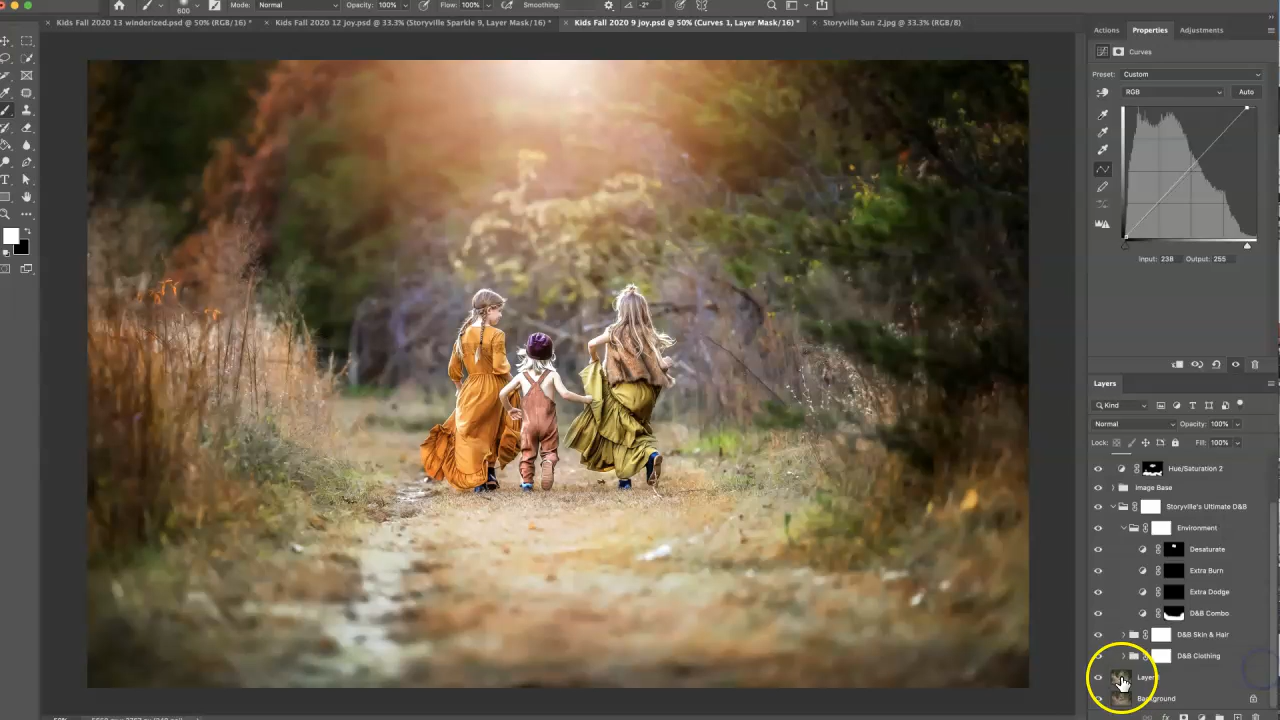 600 Mode: Normal Opacity: 100% Flow: 100% Smoothing: -2°
Kids Fall 2020 13 winderized.psd @ 50% (RGB/16) * Kids Fall 2020 12 joy.psd @ 33.3% (Storyville Sparkle 9, Layer Mask/16) * Kids Fall 2020 9 joy.psd @ 50% (Curves 1, Layer Mask/16) * Storyville Sun 2.jpg @ 33.3% (RGB/8)
Actions Properties Adjustments
Curves
Preset: Custom
RGB Auto
Input: 238 Output: 255
Layers
Kind
Normal Opacity: 100%
Lock: Fill: 100%
Hue/Saturation 2
Image Base
Storyville's Ultimate D&B
Environment
Desaturate
Extra Burn
Extra Dodge
D&B Combo
D&B Skin & Hair
D&B Clothing
Layer
Background